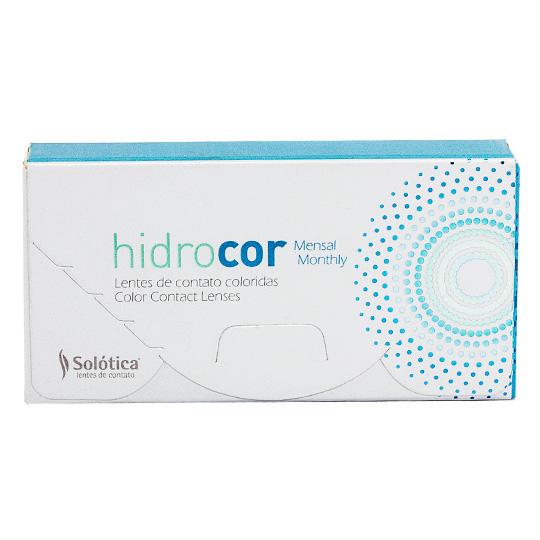 hidrocor Mensal
Monthly
Lentes de contato coloridas
Color Contact Lenses
Solótica®
lentes de contato